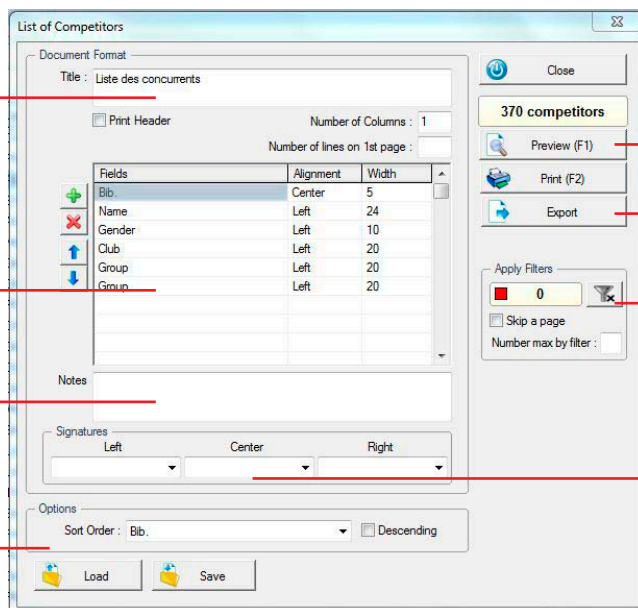 List of Competitors
Document Format
Title : Liste des concurrents
Print Header
Number of Columns : 1
Number of lines on 1st page :
Fields Alignment Width
Bib. Center 5
Name Left 24
Gender Left 10
Club Left 20
Group Left 20
Group Left 20
Notes
Signatures
Left Center Right
Options
Sort Order : Bib. Descending
Load Save
Close
370 competitors
Preview (F1)
Print (F2)
Export
Apply Filters
0
Skip a page
Number max by filter :